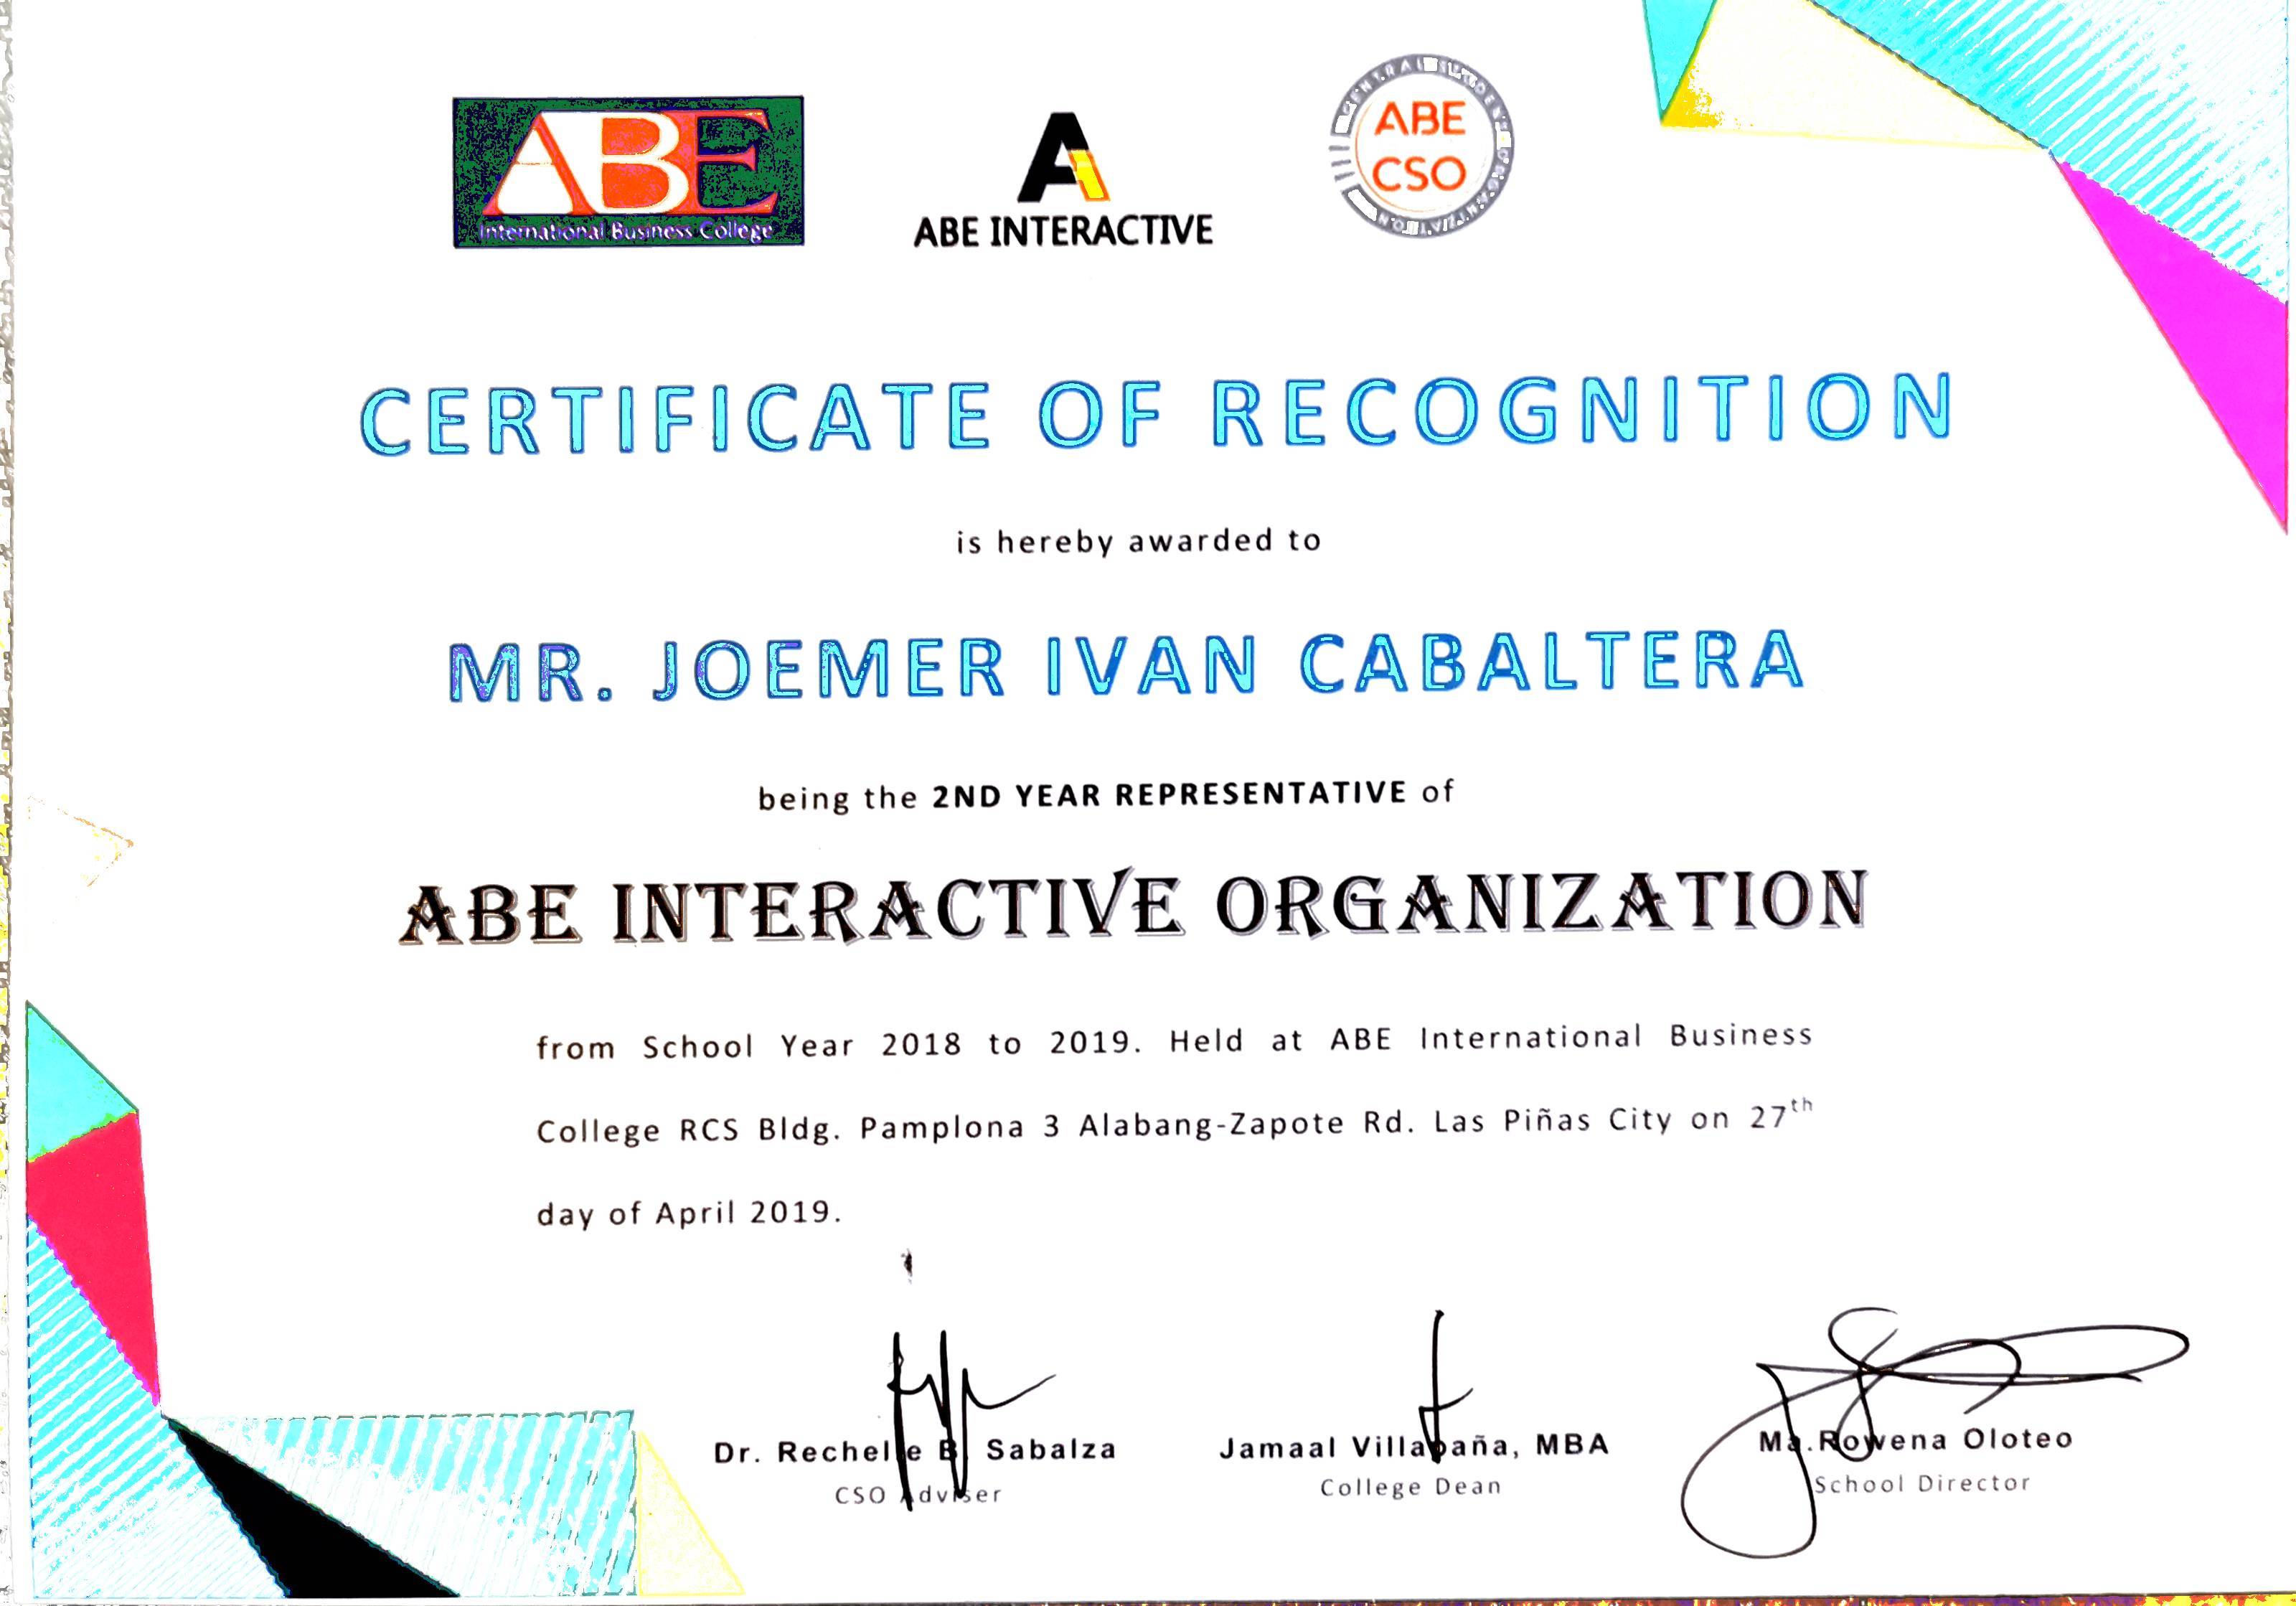 ABE
International Business College
ABE INTERACTIVE
ABE
CSO
CERTIFICATE OF RECOGNITION
is hereby awarded to
MR. JOEMER IVAN CABALTERA
being the 2ND YEAR REPRESENTATIVE of
ABE INTERACTIVE ORGANIZATION
from School Year 2018 to 2019. Held at ABE International Business
College RCS Bldg. Pamplona 3 Alabang-Zapote Rd. Las Piñas City on 27th
day of April 2019.
Dr. Rechelle B. Sabalza
CSO Adviser
Jamaal Villapaña, MBA
College Dean
Ma.Rowena Oloteo
School Director